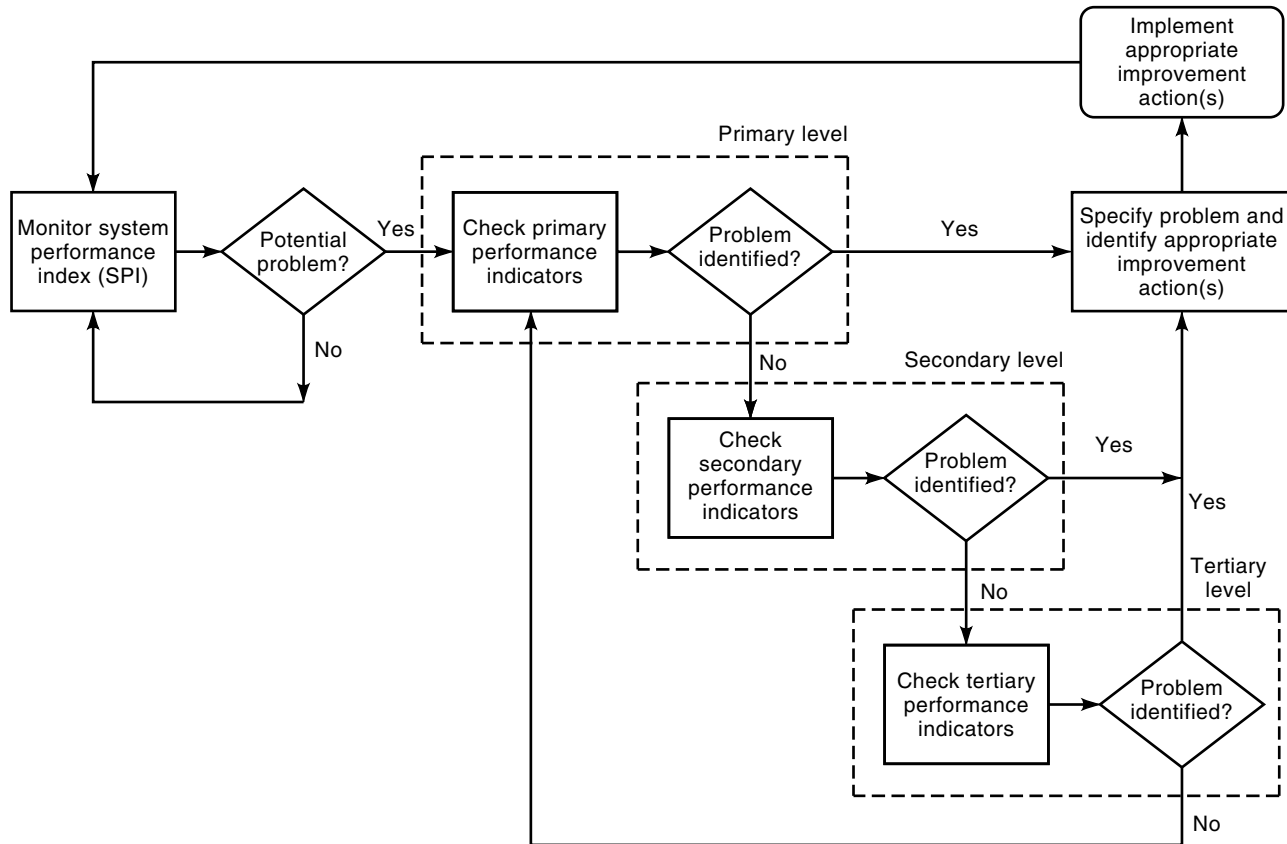 Implement
appropriate
improvement
action(s)
Primary level
Monitor system
performance
index (SPI)
Potential
problem?
Yes
No
Check primary
performance
indicators
Problem
identified?
Yes
Specify problem and
identify appropriate
improvement
action(s)
No
Secondary level
Check
secondary
performance
indicators
Problem
identified?
Yes
Yes
No
Tertiary
level
Check tertiary
performance
indicators
Problem
identified?
No